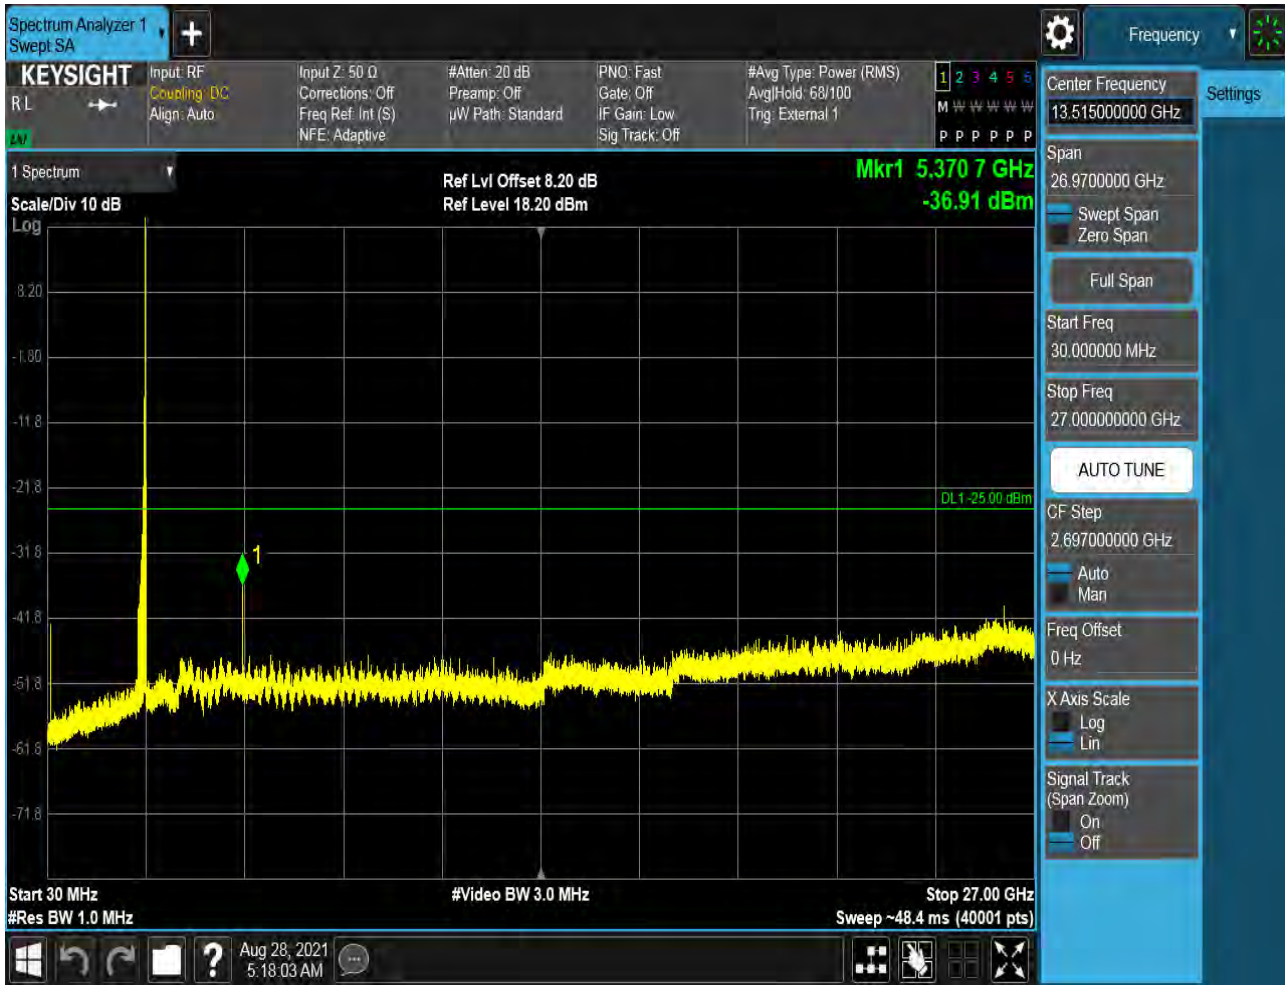 Spectrum Analyzer 1
Swept SA
Frequency
KEYSIGHT
R L
LNI
Input: RF
Coupling: DC
Align: Auto
Input Z: 50 Ω
Corrections: Off
Freq Ref: Int (S)
NFE: Adaptive
#Atten: 20 dB
Preamp: Off
µW Path: Standard
PNO: Fast
Gate: Off
IF Gain: Low
Sig Track: Off
#Avg Type: Power (RMS)
Avg|Hold: 68/100
Trig: External 1
1 2 3 4 5 6
M W W W W W
P P P P P P
1 Spectrum
Scale/Div 10 dB
Log
Ref Lvl Offset 8.20 dB
Ref Level 18.20 dBm
Mkr1 5.370 7 GHz
-36.91 dBm
8.20
-1.80
-11.8
-21.8
-31.8
-41.8
-51.8
-61.8
-71.8
DL1 -25.00 dBm
1
Start 30 MHz
#Res BW 1.0 MHz
#Video BW 3.0 MHz
Stop 27.00 GHz
Sweep ~48.4 ms (40001 pts)
Aug 28, 2021
5:18:03 AM
Center Frequency
13.515000000 GHz
Settings
Span
26.9700000 GHz
Swept Span
Zero Span
Full Span
Start Freq
30.000000 MHz
Stop Freq
27.000000000 GHz
AUTO TUNE
CF Step
2.697000000 GHz
Auto
Man
Freq Offset
0 Hz
X Axis Scale
Log
Lin
Signal Track
(Span Zoom)
On
Off